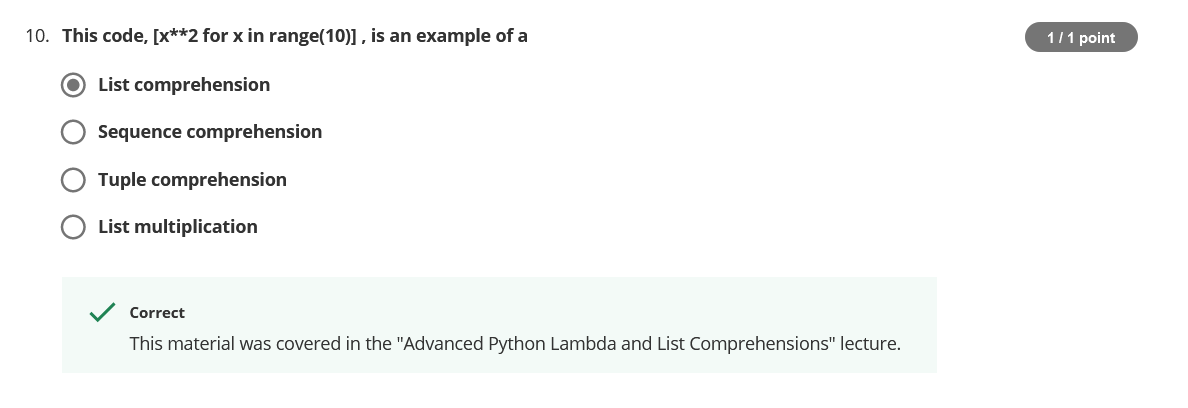 10. This code, [x**2 for x in range(10)] , is an example of a
1 / 1 point
List comprehension
Sequence comprehension
Tuple comprehension
List multiplication
Correct
This material was covered in the "Advanced Python Lambda and List Comprehensions" lecture.